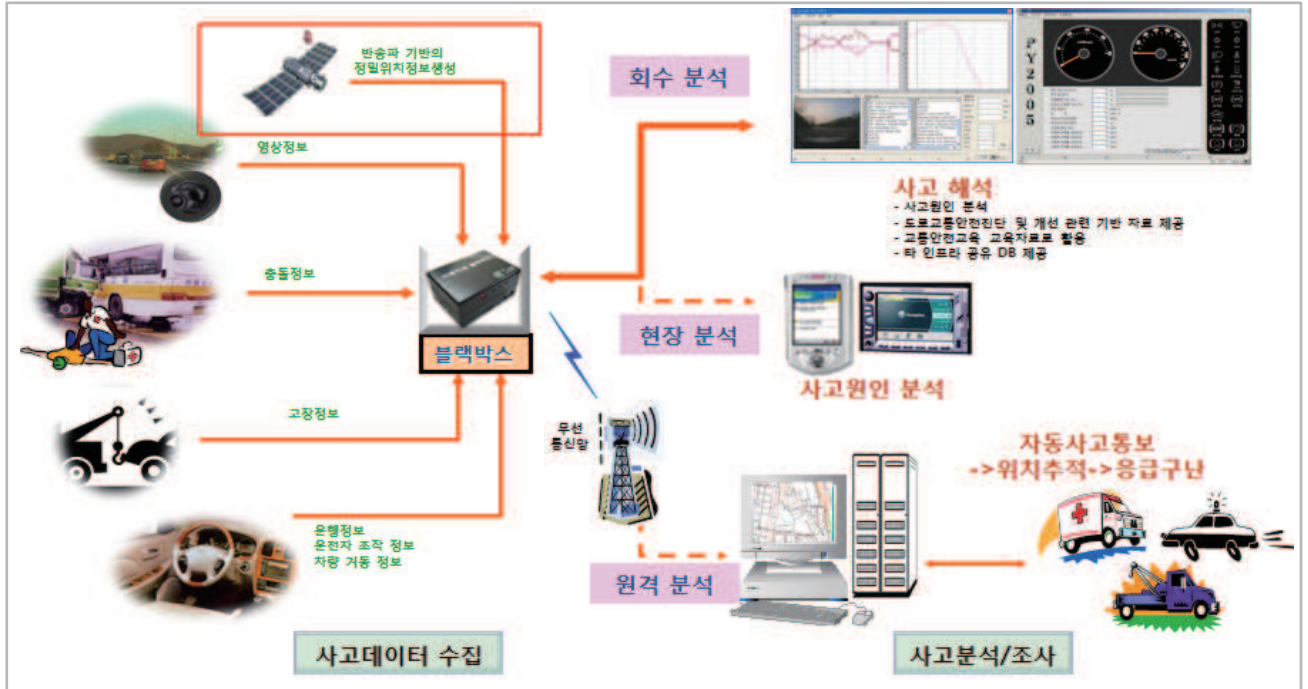 반송파 기반의
정밀위치정보생성
영상정보
충돌정보
블랙박스
고장정보
운행정보
운전자 조작 정보
차량 거동 정보
사고데이터 수집
회수 분석
PY2005
사고 해석
- 사고원인 분석
- 도로교통안전진단 및 개선 관련 기반 자료 제공
- 교통안전교육 교육자료로 활용
- 타 인프라 공유 DB 제공
현장 분석
사고원인 분석
무선
통신망
자동사고통보
->위치추적->응급구난
원격 분석
사고분석/조사